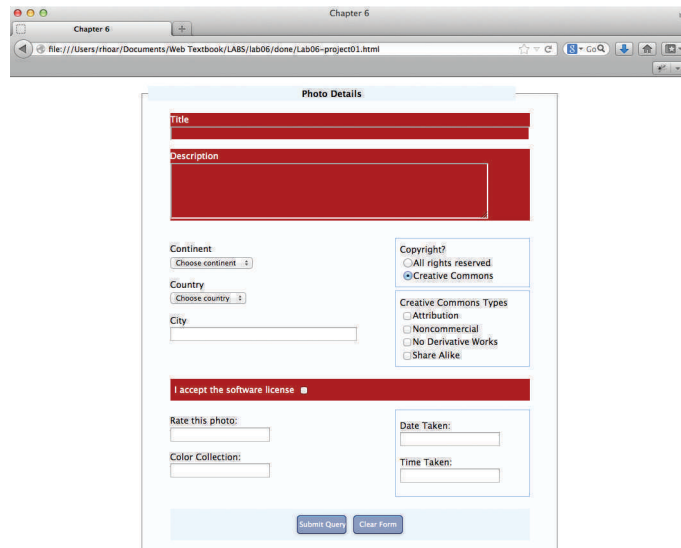 Chapter 6
Chapter 6
file:///Users/rhoar/Documents/Web Textbook/LABS/lab06/done/Lab06-project01.html
GoQ
Photo Details
Title
Description
Continent
Choose continent
Country
Choose country
City
Copyright?
All rights reserved
Creative Commons
Creative Commons Types
Attribution
Noncommercial
No Derivative Works
Share Alike
I accept the software license
Rate this photo:
Color Collection:
Date Taken:
Time Taken:
Submit Query
Clear Form